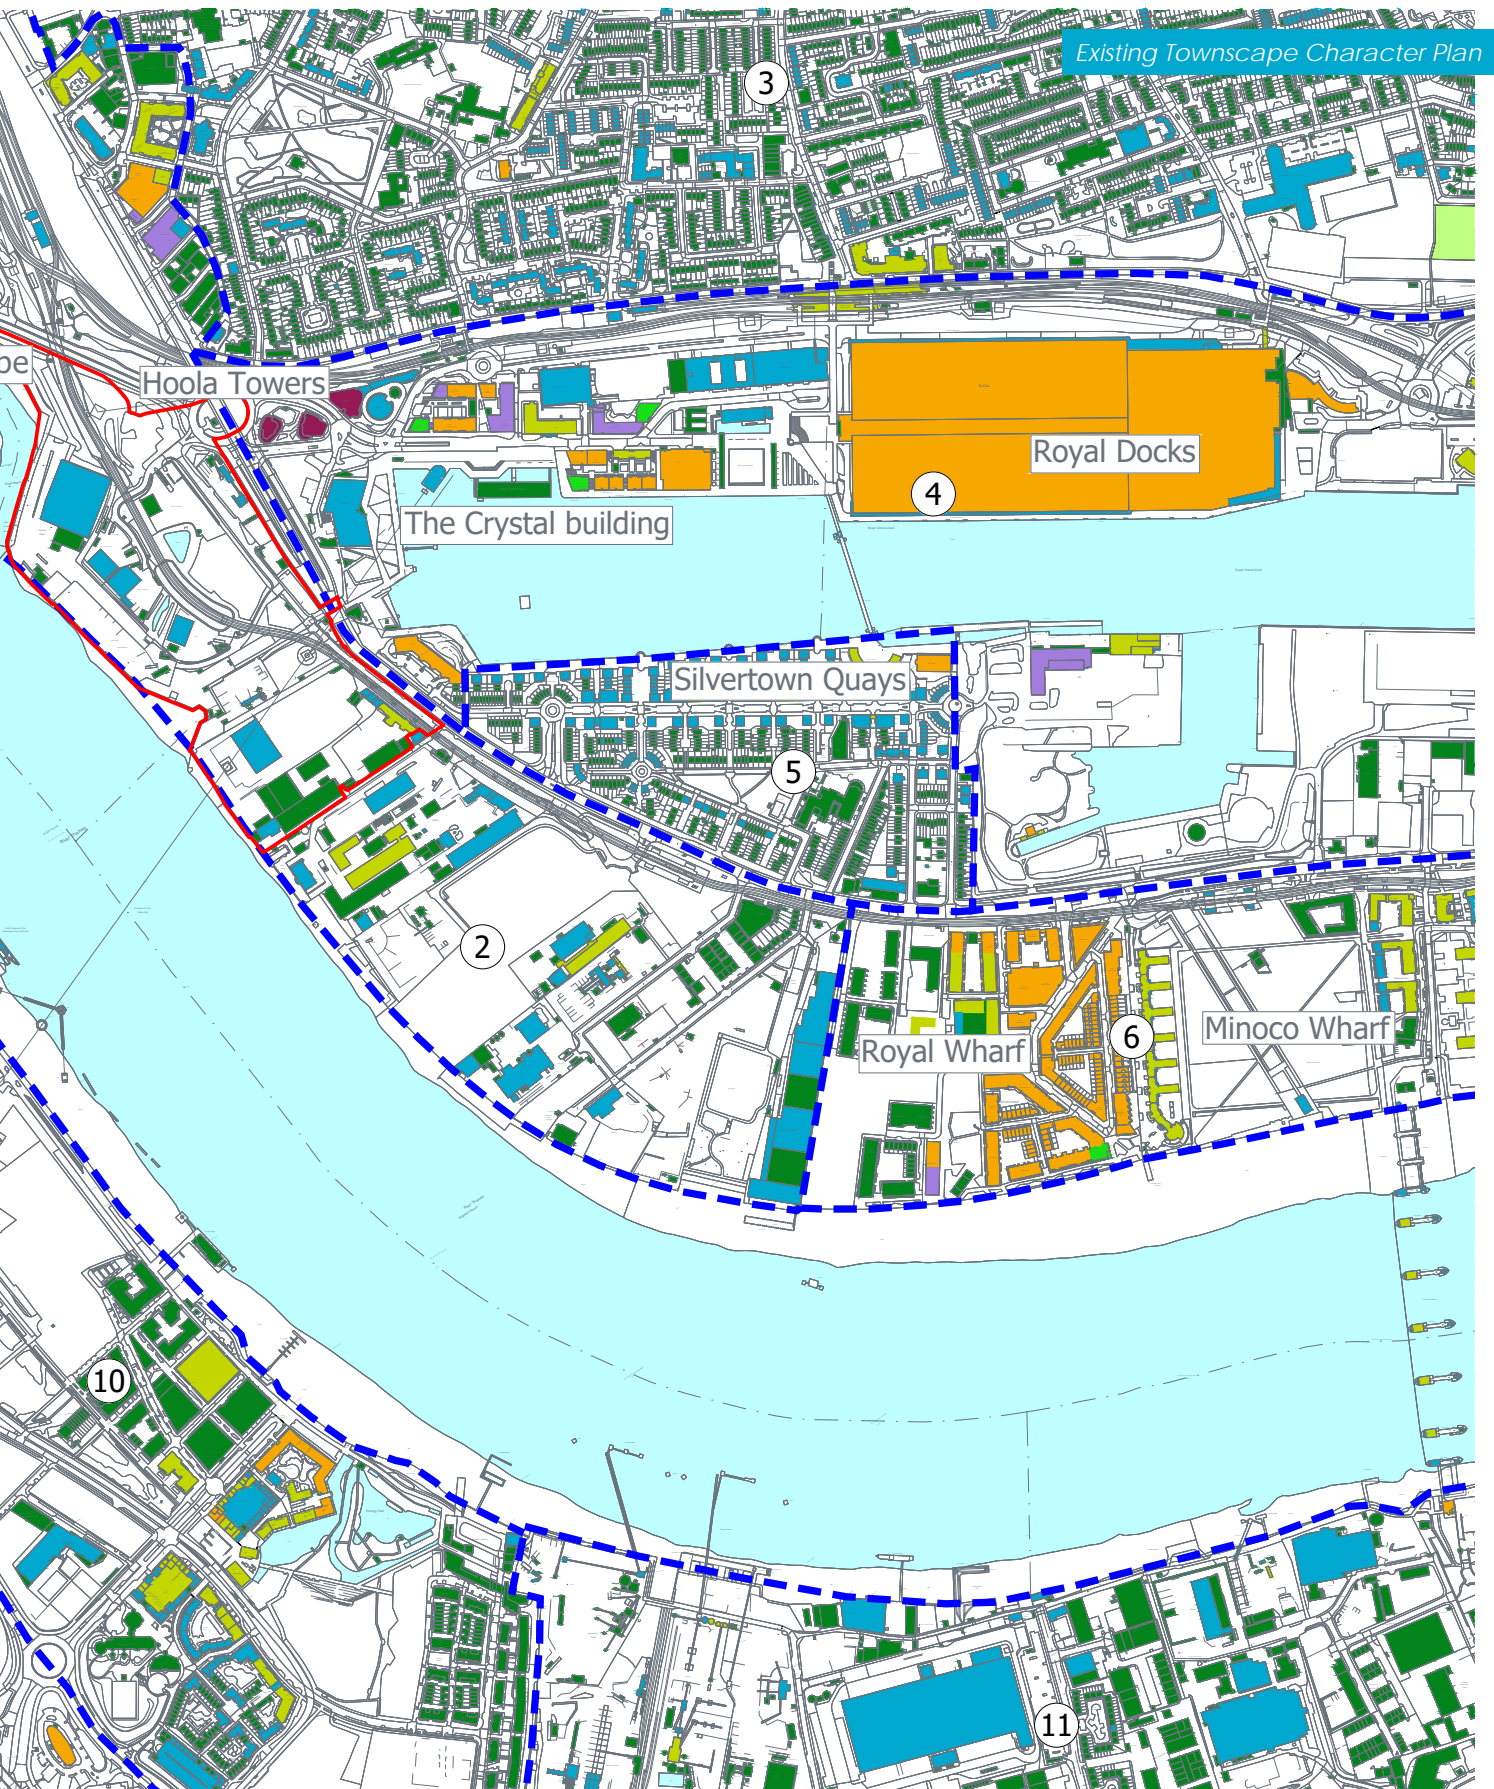 Existing Townscape Character Plan
3
pe
Hoola Towers
Royal Docks
4
The Crystal building
Silvertown Quays
5
2
6
Minoco Wharf
Royal Wharf
10
11